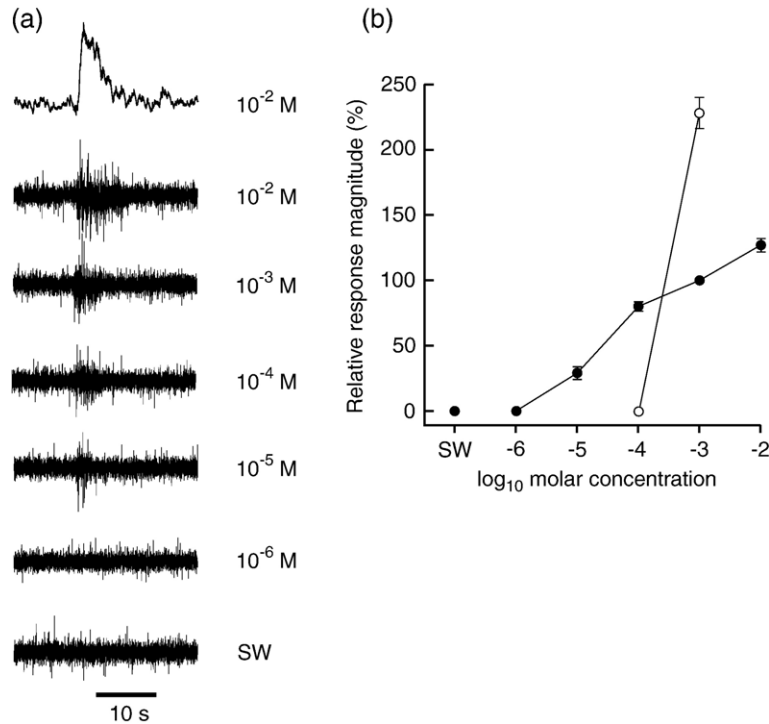 (a)
10⁻² M
10⁻² M
10⁻³ M
10⁻⁴ M
10⁻⁵ M
10⁻⁶ M
SW
10 s
(b)
Relative response magnitude (%)
250
200
150
100
50
0
SW -6 -5 -4 -3 -2
log₁₀ molar concentration